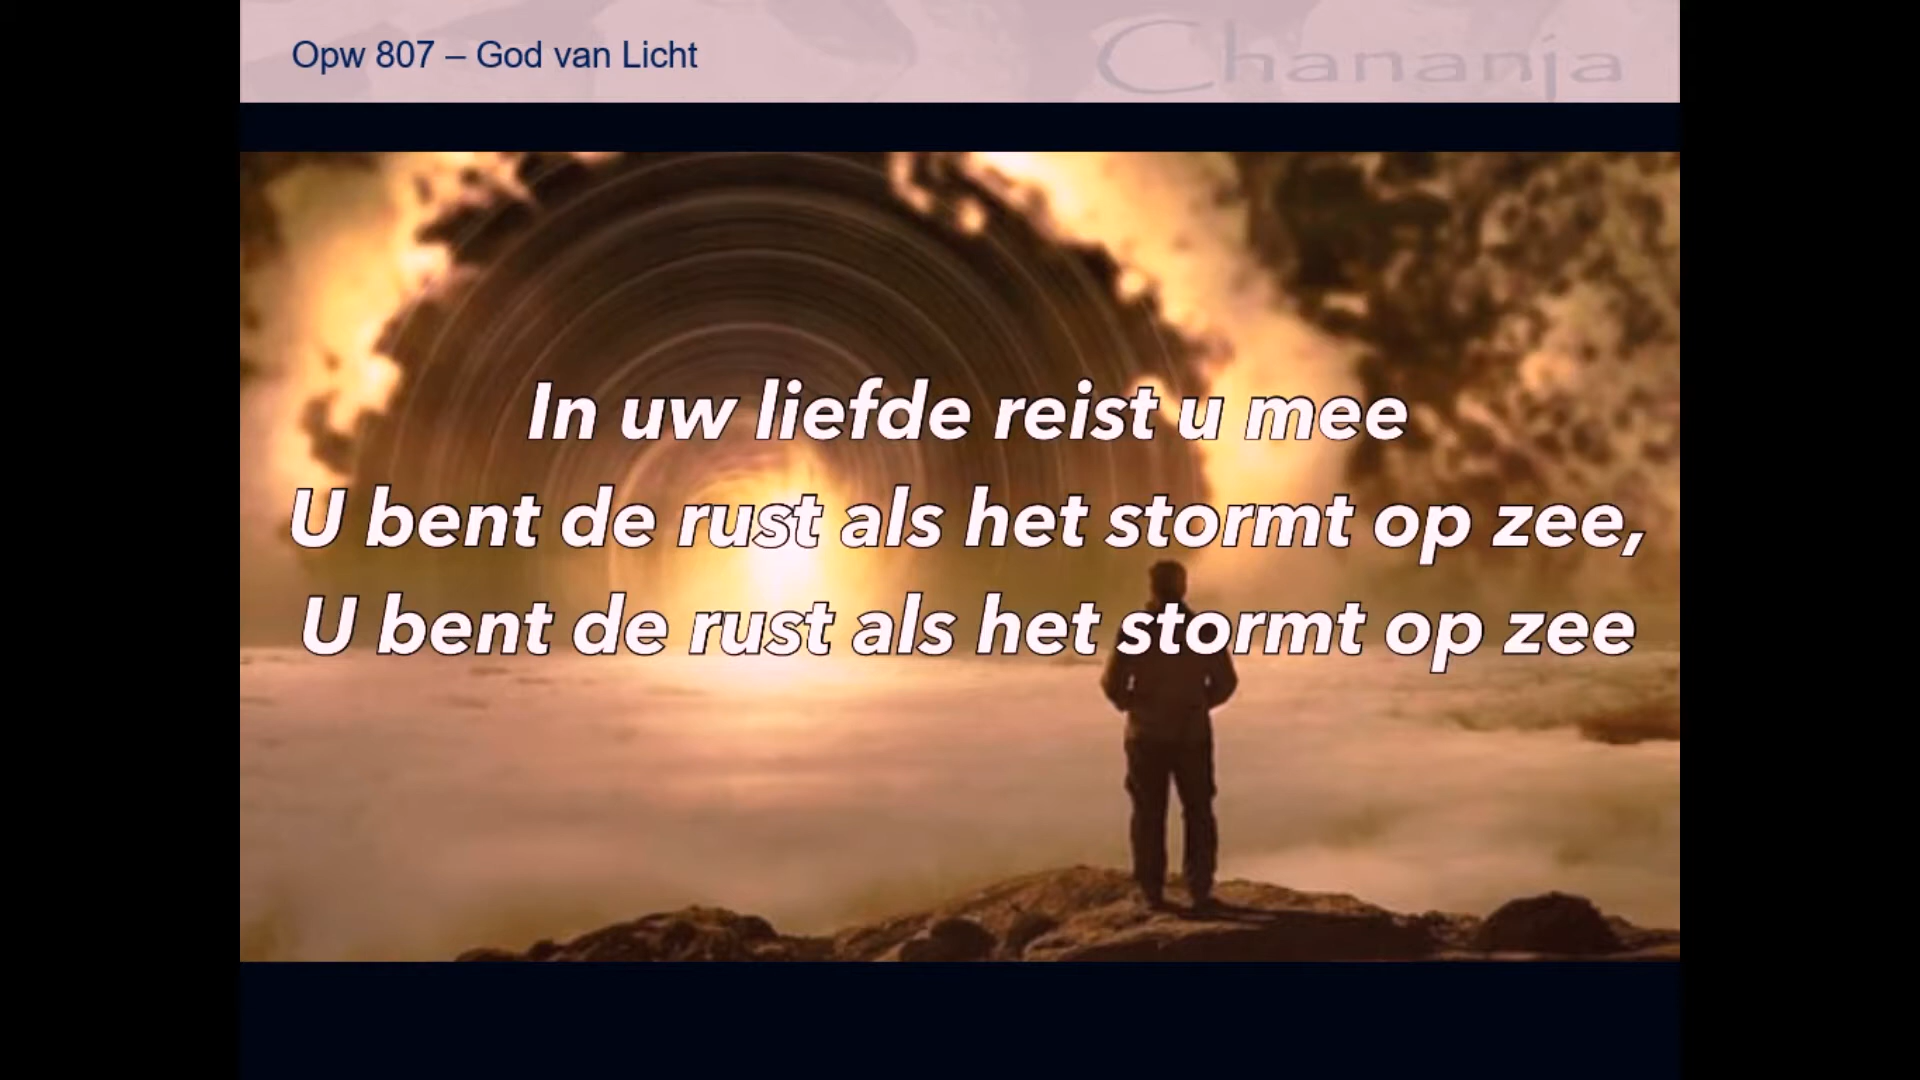 Opw 807 – God van Licht
Chananja
In uw liefde reist u mee
U bent de rust als het stormt op zee,
U bent de rust als het stormt op zee